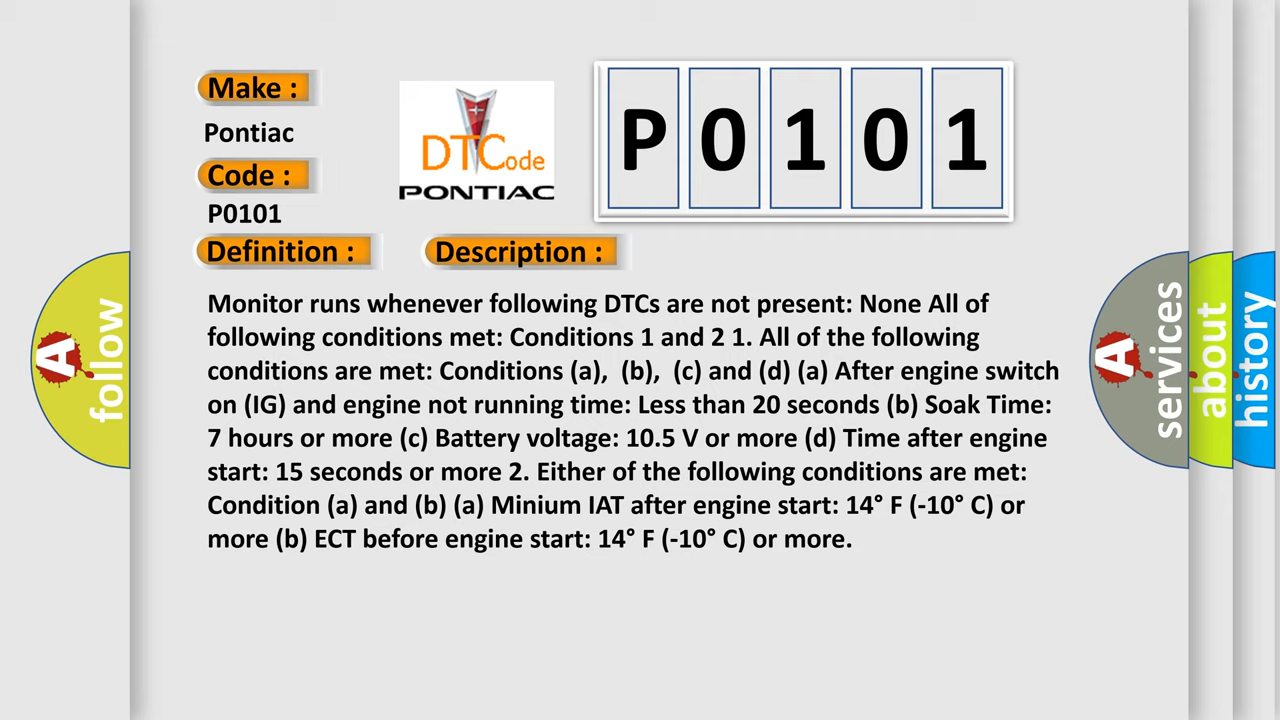 Make :
Pontiac
Code :
P0101
Definition :
Description :
DTCode
PONTIAC
P0101
Monitor runs whenever following DTCs are not present: None All of
following conditions met: Conditions 1 and 2 1. All of the following
conditions are met: Conditions (a),  (b),  (c) and (d) (a) After engine switch
on (IG) and engine not running time: Less than 20 seconds (b) Soak Time:
7 hours or more (c) Battery voltage: 10.5 V or more (d) Time after engine
start: 15 seconds or more 2. Either of the following conditions are met:
Condition (a) and (b) (a) Minium IAT after engine start: 14° F (-10° C) or
more (b) ECT before engine start: 14° F (-10° C) or more.
A follow
A services
about
history